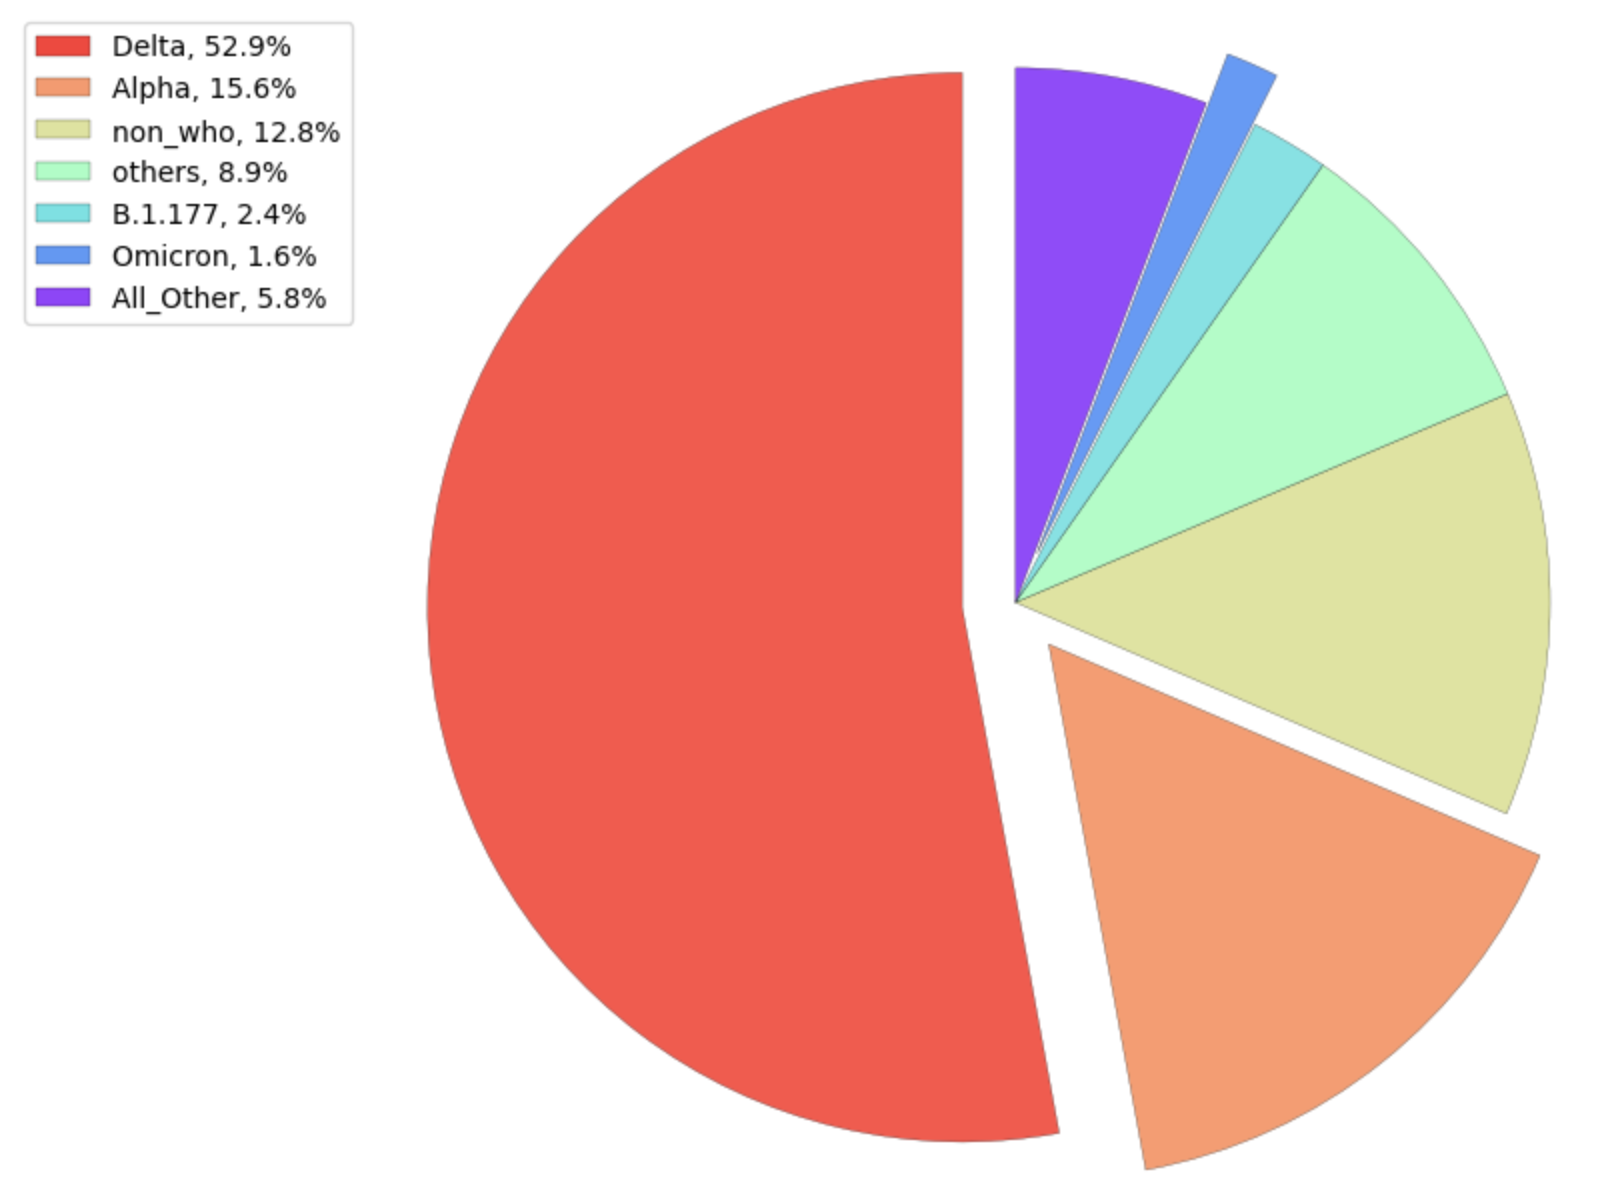 Delta, 52.9%
Alpha, 15.6%
non_who, 12.8%
others, 8.9%
B.1.177, 2.4%
Omicron, 1.6%
All_Other, 5.8%